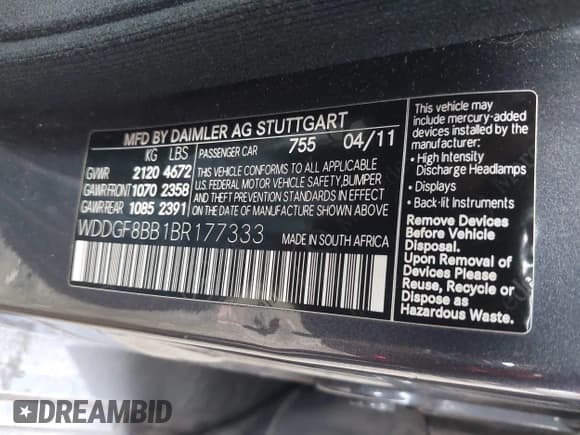 MFD BY DAIMLER AG STUTTGART
KG LBS
GVWR 2120 4672
GAWR FRONT 1070 2358
GAWR REAR 1085 2391
PASSENGER CAR 755 04/11
THIS VEHICLE CONFORMS TO ALL APPLICABLE
U.S. FEDERAL MOTOR VEHICLE SAFETY, BUMPER
AND THEFT PREVENTION STANDARDS IN EFFECT
ON THE DATE OF MANUFACTURE SHOWN ABOVE
WDDGF8BB1BR177333 MADE IN SOUTH AFRICA
This vehicle may
include mercury-added
devices installed by the
manufacturer:
• High Intensity
Discharge Headlamps
• Displays
• Back-lit Instruments
Remove Devices
Before Vehicle
Disposal.
Upon Removal of
Devices Please
Reuse, Recycle or
Dispose as
Hazardous Waste.
DREAMBID